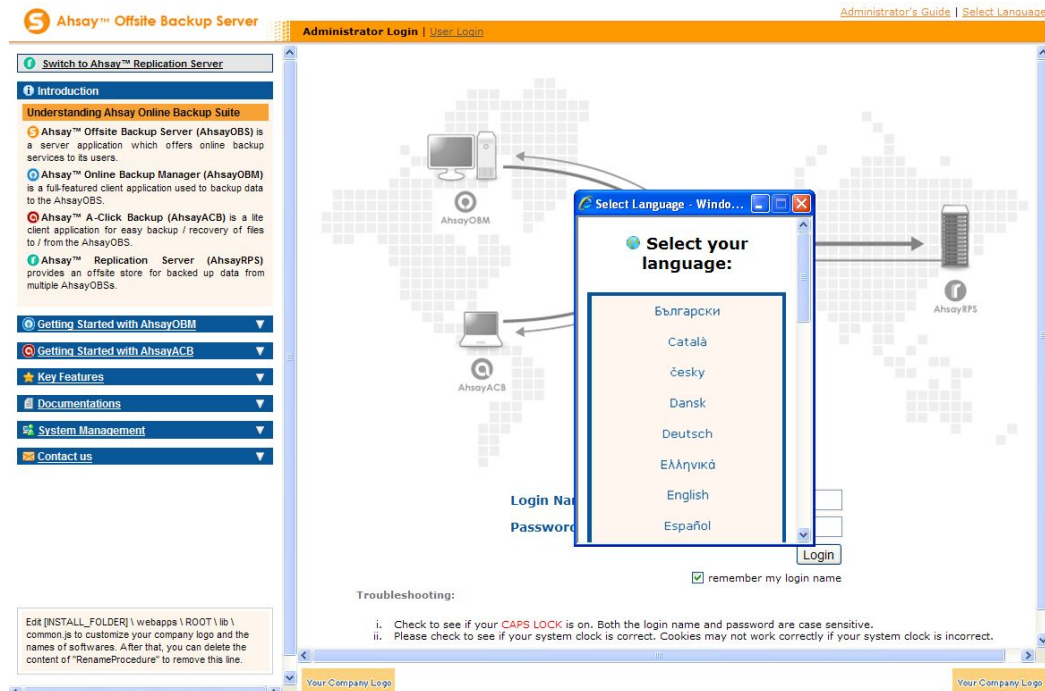 Ahsay™ Offsite Backup Server
Administrator's Guide | Select Language
Administrator Login | User Login
Switch to Ahsay™ Replication Server
Introduction
Understanding Ahsay Online Backup Suite
Ahsay™ Offsite Backup Server (AhsayOBS) is
a server application which offers online backup
services to its users.
Ahsay™ Online Backup Manager (AhsayOBM)
is a full-featured client application used to backup data
to the AhsayOBS.
Ahsay™ A-Click Backup (AhsayACB) is a lite
client application for easy backup / recovery of files
to / from the AhsayOBS.
Ahsay™ Replication Server (AhsayRPS)
provides an offsite store for backed up data from
multiple AhsayOBSs.
Getting Started with AhsayOBM
Getting Started with AhsayACB
Key Features
Documentations
System Management
Contact us
Edit [INSTALL_FOLDER] \ webapps \ ROOT \ lib \
common.js to customize your company logo and the
names of softwares. After that, you can delete the
content of "RenameProcedure" to remove this line.
AhsayOBM
AhsayACB
AhsayRPS
Select Language - Windo...
Select your
language:
Български
Català
česky
Dansk
Deutsch
Ελληνικά
English
Español
Login Na
Password
Login
remember my login name
Troubleshooting:
i. Check to see if your CAPS LOCK is on. Both the login name and password are case sensitive.
ii. Please check to see if your system clock is correct. Cookies may not work correctly if your system clock is incorrect.
Your Company Logo
Your Company Logo